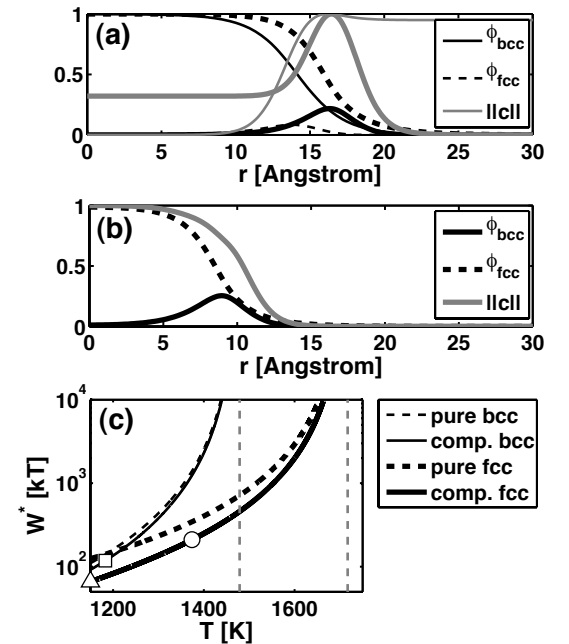 (a)
1
0.5
0
ϕbcc
ϕfcc
||c||
0 5 10 15 20 25 30
r [Angstrom]
(b)
1
0.5
0
ϕbcc
ϕfcc
||c||
0 5 10 15 20 25 30
r [Angstrom]
(c)
10^4
10^3
10^2
W* [kT]
1200 1400 1600
T [K]
pure bcc
comp. bcc
pure fcc
comp. fcc